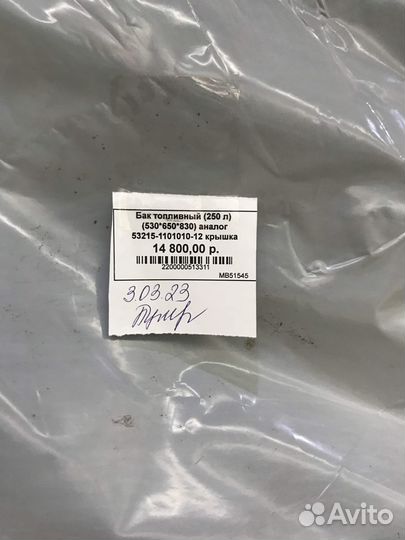 Бак топливный (250 л)
(530*650*830) аналог
53215-1101010-12 крышка
14 800,00 р.
2200000513311
МВ51545
3.03.23
Avito